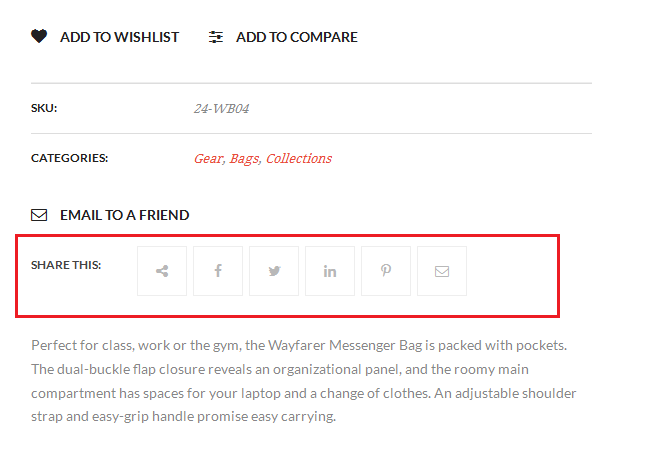 ADD TO WISHLIST ADD TO COMPARE
SKU: 24-WB04
CATEGORIES: Gear, Bags, Collections
EMAIL TO A FRIEND
SHARE THIS:
Perfect for class, work or the gym, the Wayfarer Messenger Bag is packed with pockets.
The dual-buckle flap closure reveals an organizational panel, and the roomy main
compartment has spaces for your laptop and a change of clothes. An adjustable shoulder
strap and easy-grip handle promise easy carrying.